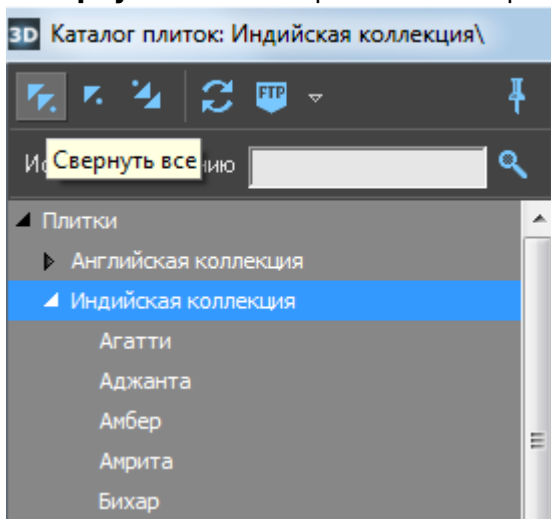 3D Каталог плиток: Индийская коллекция\
FTP
Свернуть все
Плитки
Английская коллекция
Индийская коллекция
Агатти
Аджанта
Амбер
Амрита
Бихар